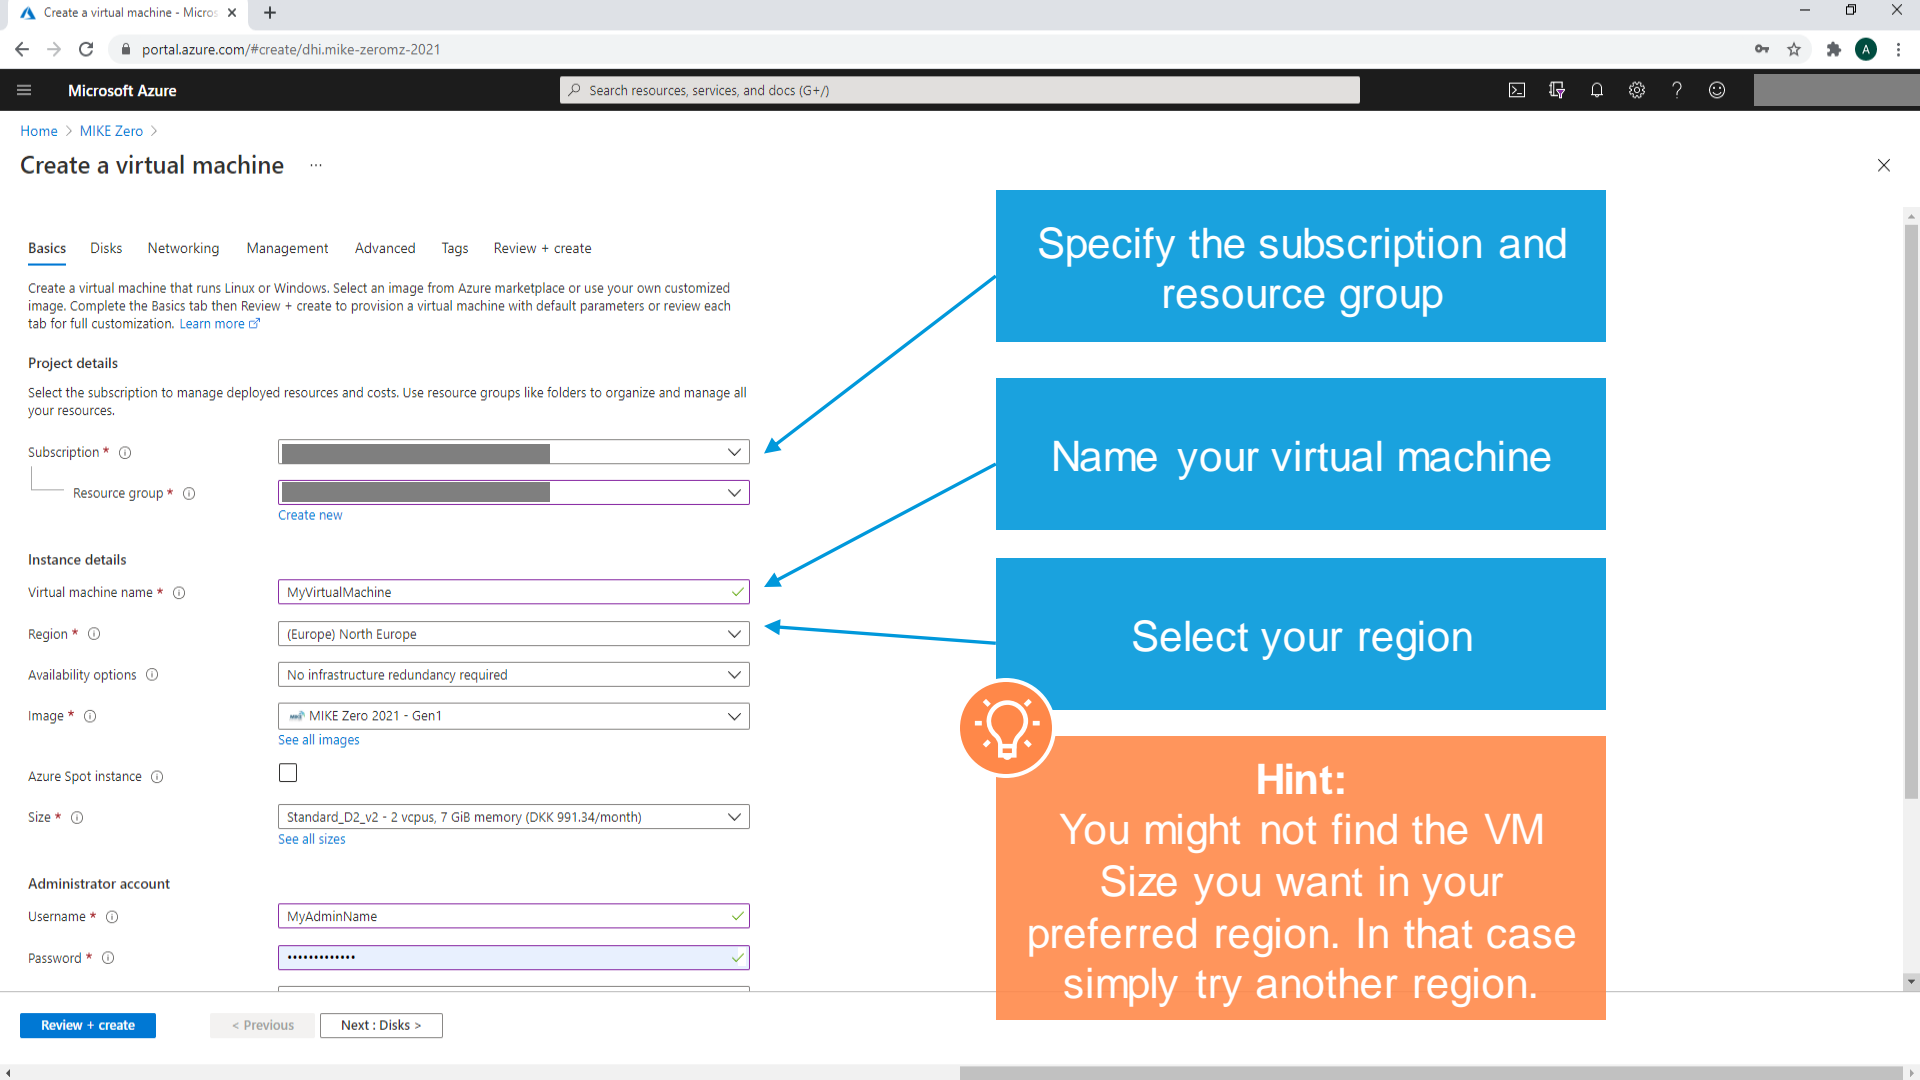 Create a virtual machine - Micros
portal.azure.com/#create/dhi.mike-zeromz-2021
A
Microsoft Azure
Search resources, services, and docs (G+/)
Home > MIKE Zero >
Create a virtual machine ...
Basics Disks Networking Management Advanced Tags Review + create
Create a virtual machine that runs Linux or Windows. Select an image from Azure marketplace or use your own customized
image. Complete the Basics tab then Review + create to provision a virtual machine with default parameters or review each
tab for full customization. Learn more
Project details
Select the subscription to manage deployed resources and costs. Use resource groups like folders to organize and manage all
your resources.
Subscription *
Resource group *
Create new
Instance details
Virtual machine name * MyVirtualMachine
Region * (Europe) North Europe
Availability options No infrastructure redundancy required
Image * MIKE Zero 2021 - Gen1
See all images
Azure Spot instance
Size * Standard_D2_v2 - 2 vcpus, 7 GiB memory (DKK 991.34/month)
See all sizes
Administrator account
Username * MyAdminName
Password * •••••••••••••
Review + create < Previous Next : Disks >
Specify the subscription and
resource group
Name your virtual machine
Select your region
Hint:
You might not find the VM
Size you want in your
preferred region. In that case
simply try another region.